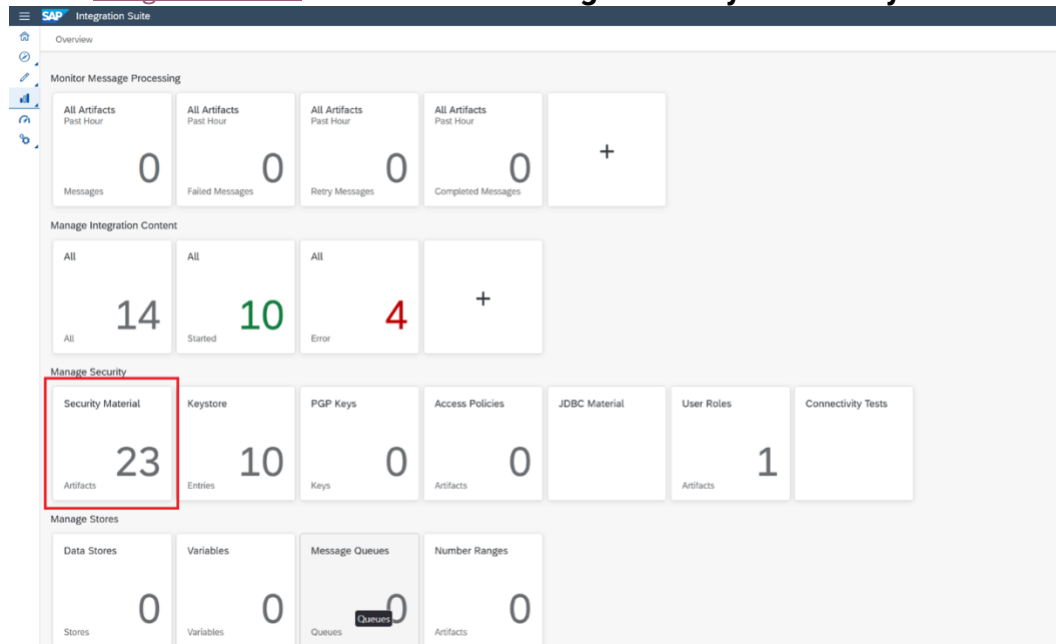 SAP Integration Suite
Overview
Monitor Message Processing
All Artifacts All Artifacts All Artifacts All Artifacts
Past Hour Past Hour Past Hour Past Hour
0 0 0 0 +
Messages Failed Messages Retry Messages Completed Messages
Manage Integration Content
All All All
14 10 4 +
All Started Error
Manage Security
Security Material Keystore PGP Keys Access Policies JDBC Material User Roles Connectivity Tests
23 10 0 0 1
Artifacts Entries Keys Artifacts Artifacts
Manage Stores
Data Stores Variables Message Queues Number Ranges
0 0 0 0
Queues
Stores Variables Queues Artifacts